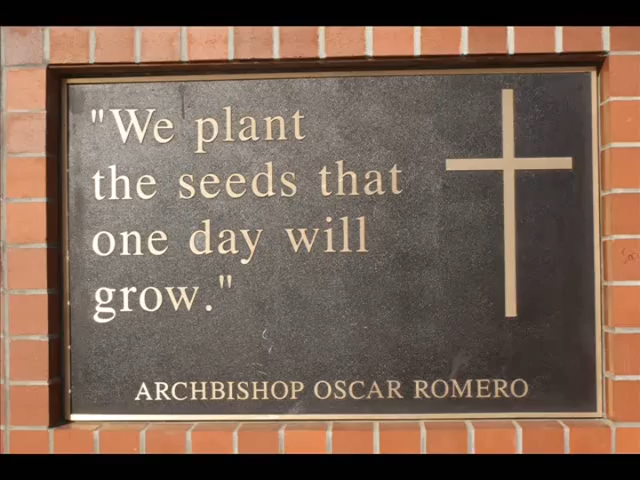 "We plant
the seeds that
one day will
grow."
ARCHBISHOP OSCAR ROMERO